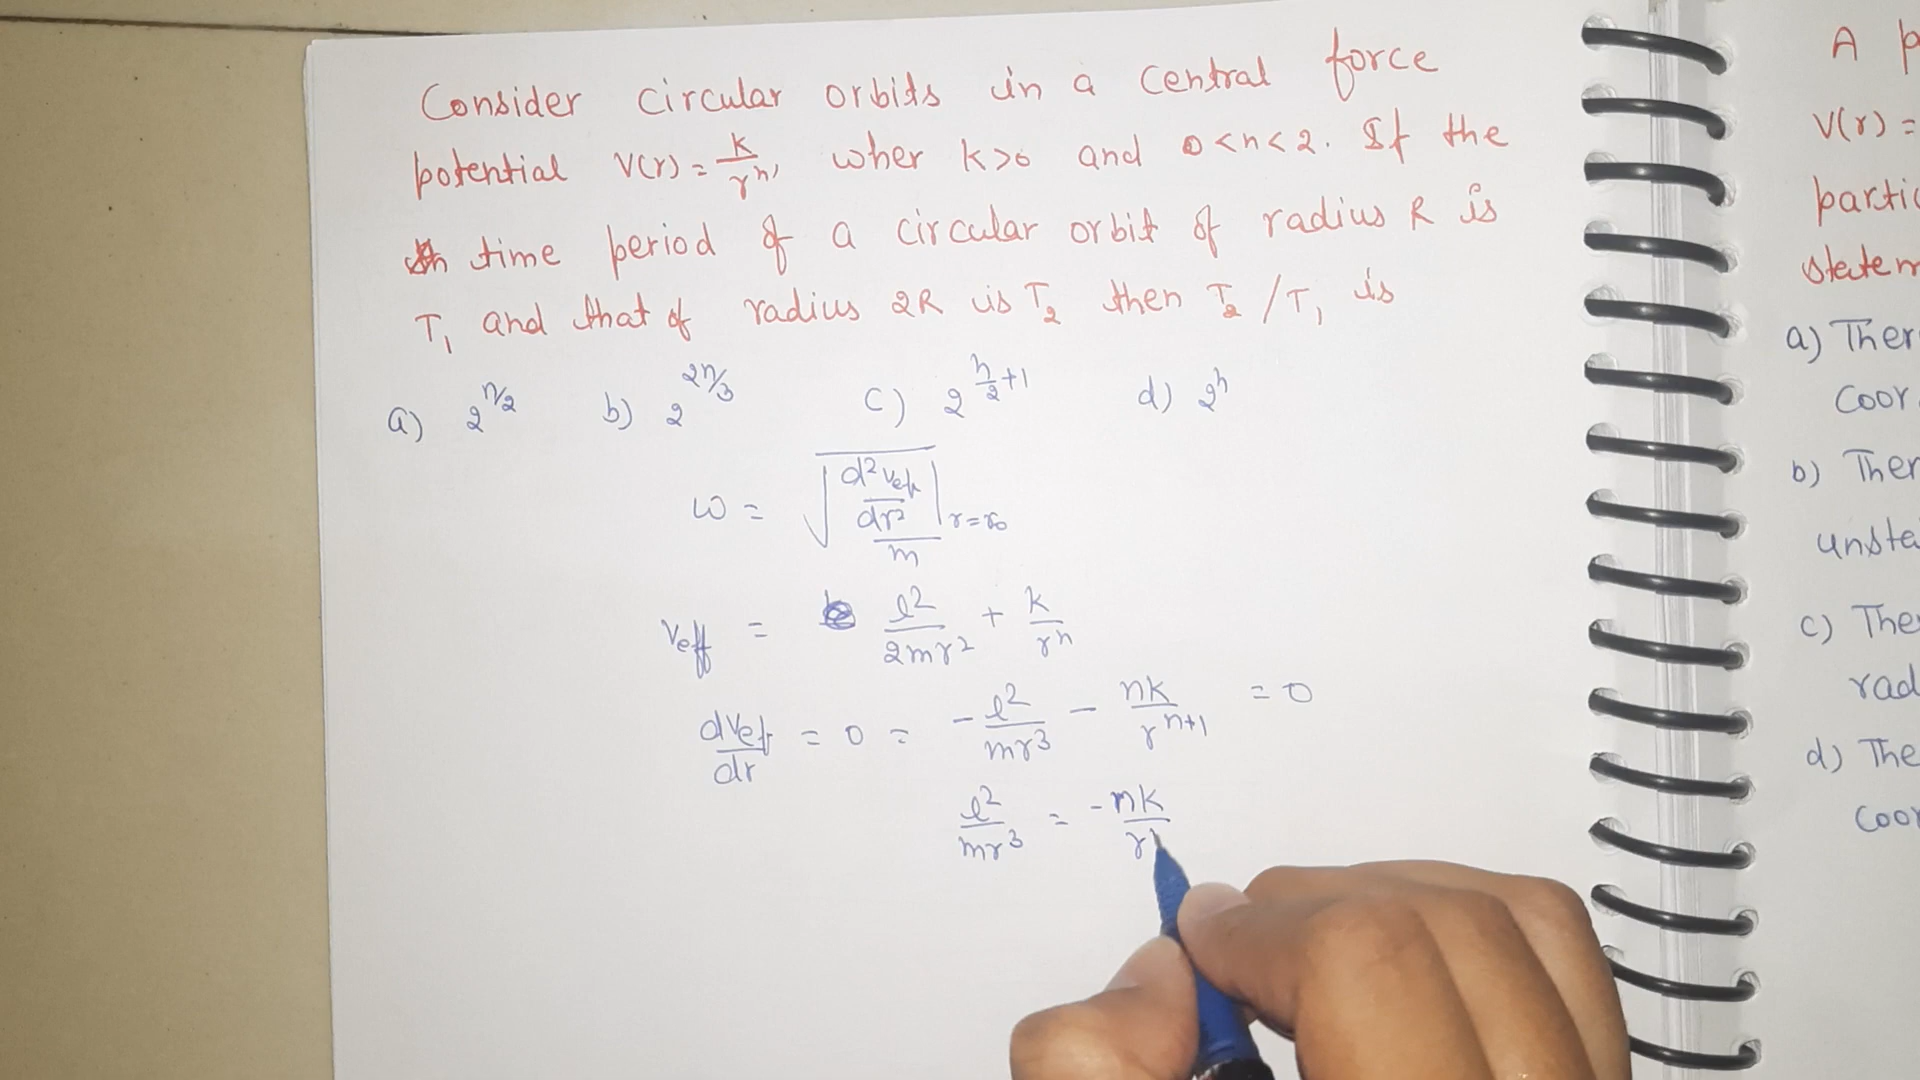 Consider circular orbits in a central force
potential V(r) = k/r^n, wher k>0 and 0<n<2. If the
time period of a circular orbit of radius R is
T₁ and that of radius 2R is T₂ then T₂/T₁ is
a) 2^{n/2} b) 2^{2n/3} c) 2^{n/2+1} d) 2^n
ω = √(d²Veff/dr²|r=r₀ / m)
Veff = l²/2mr² + k/r^n
dVeff/dr = 0 = -l²/mr³ - nk/r^{n+1} = 0
l²/mr³ = -nk/r
A p
V(r) =
partic
statem
a) Ther
Coor
b) Ther
unsta
c) The
rad
d) The
Coor